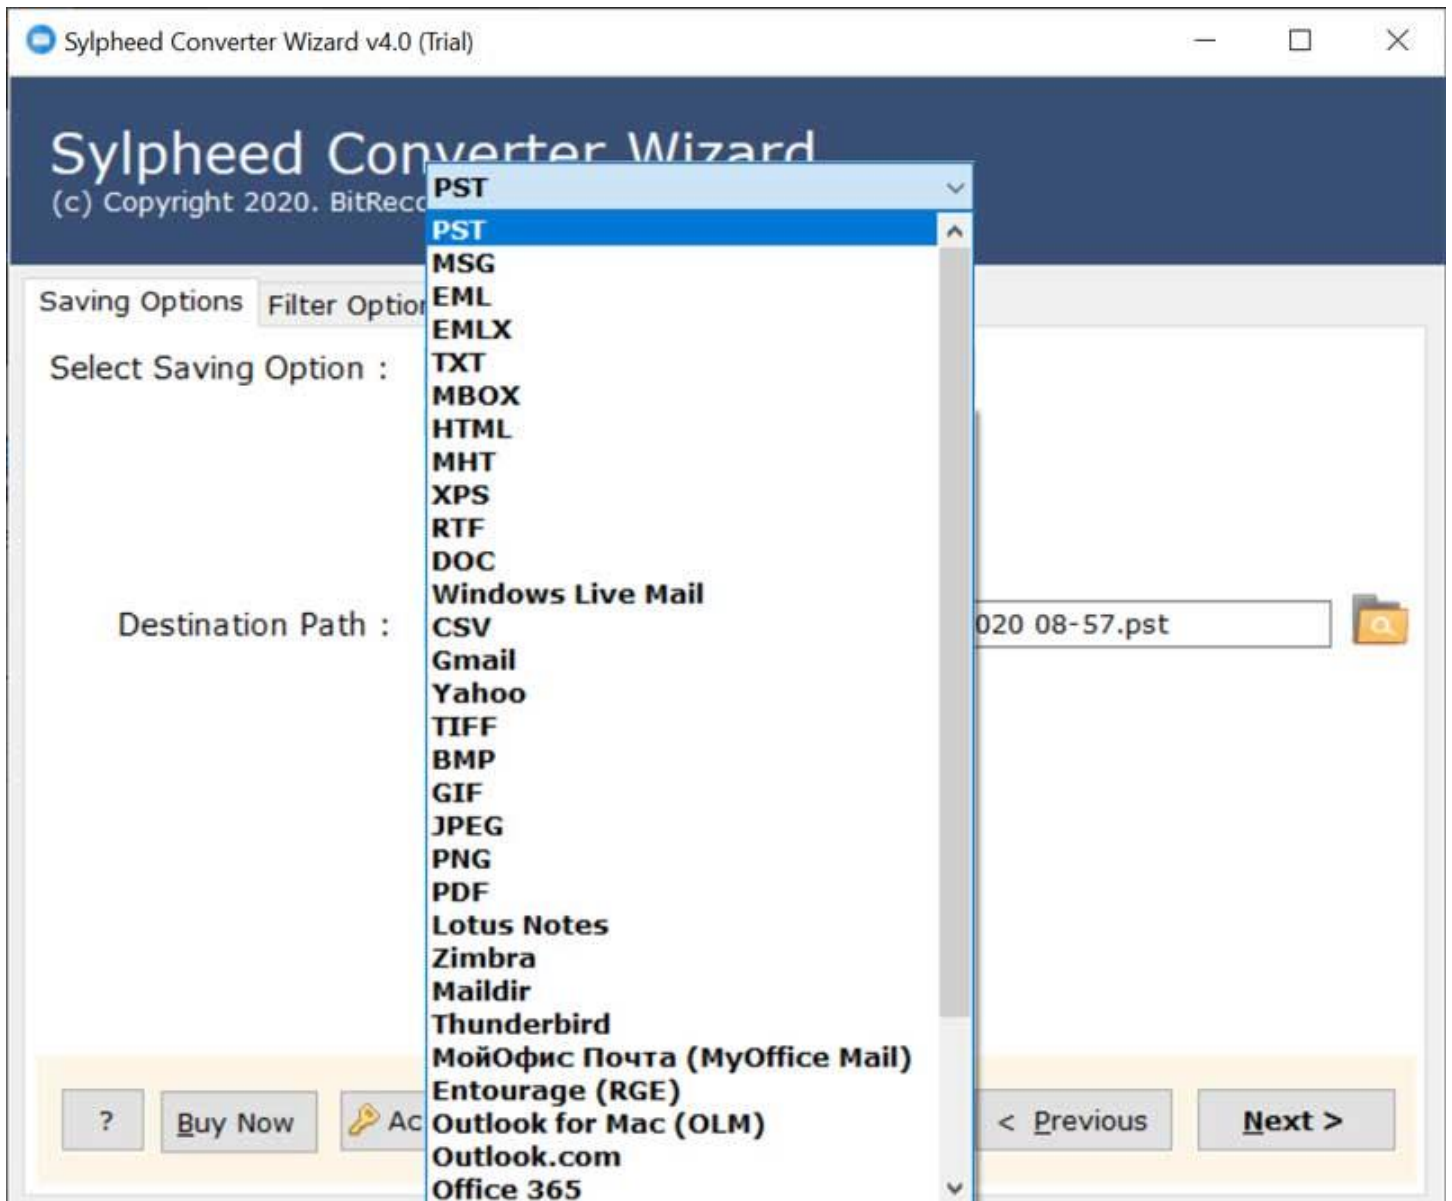 Sylpheed Converter Wizard v4.0 (Trial)
Sylpheed Converter Wizard
(c) Copyright 2020. BitReco
PST
PST
MSG
Saving Options Filter Option
EML
EMLX
Select Saving Option :
TXT
MBOX
HTML
MHT
XPS
RTF
DOC
Windows Live Mail
Destination Path :
CSV
020 08-57.pst
Gmail
Yahoo
TIFF
BMP
GIF
JPEG
PNG
PDF
Lotus Notes
Zimbra
Maildir
Thunderbird
МойОфис Почта (MyOffice Mail)
Entourage (RGE)
? Buy Now Ac
Outlook for Mac (OLM)
< Previous Next >
Outlook.com
Office 365